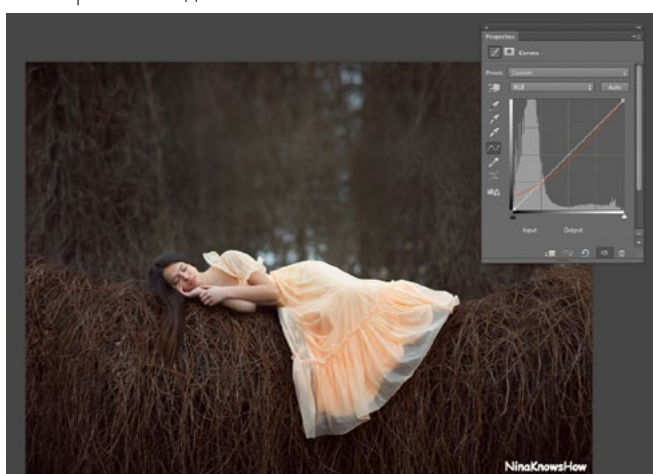 Properties
Curves
Preset: Custom
RGB
Auto
Input:
Output:
NinaKnowsHow